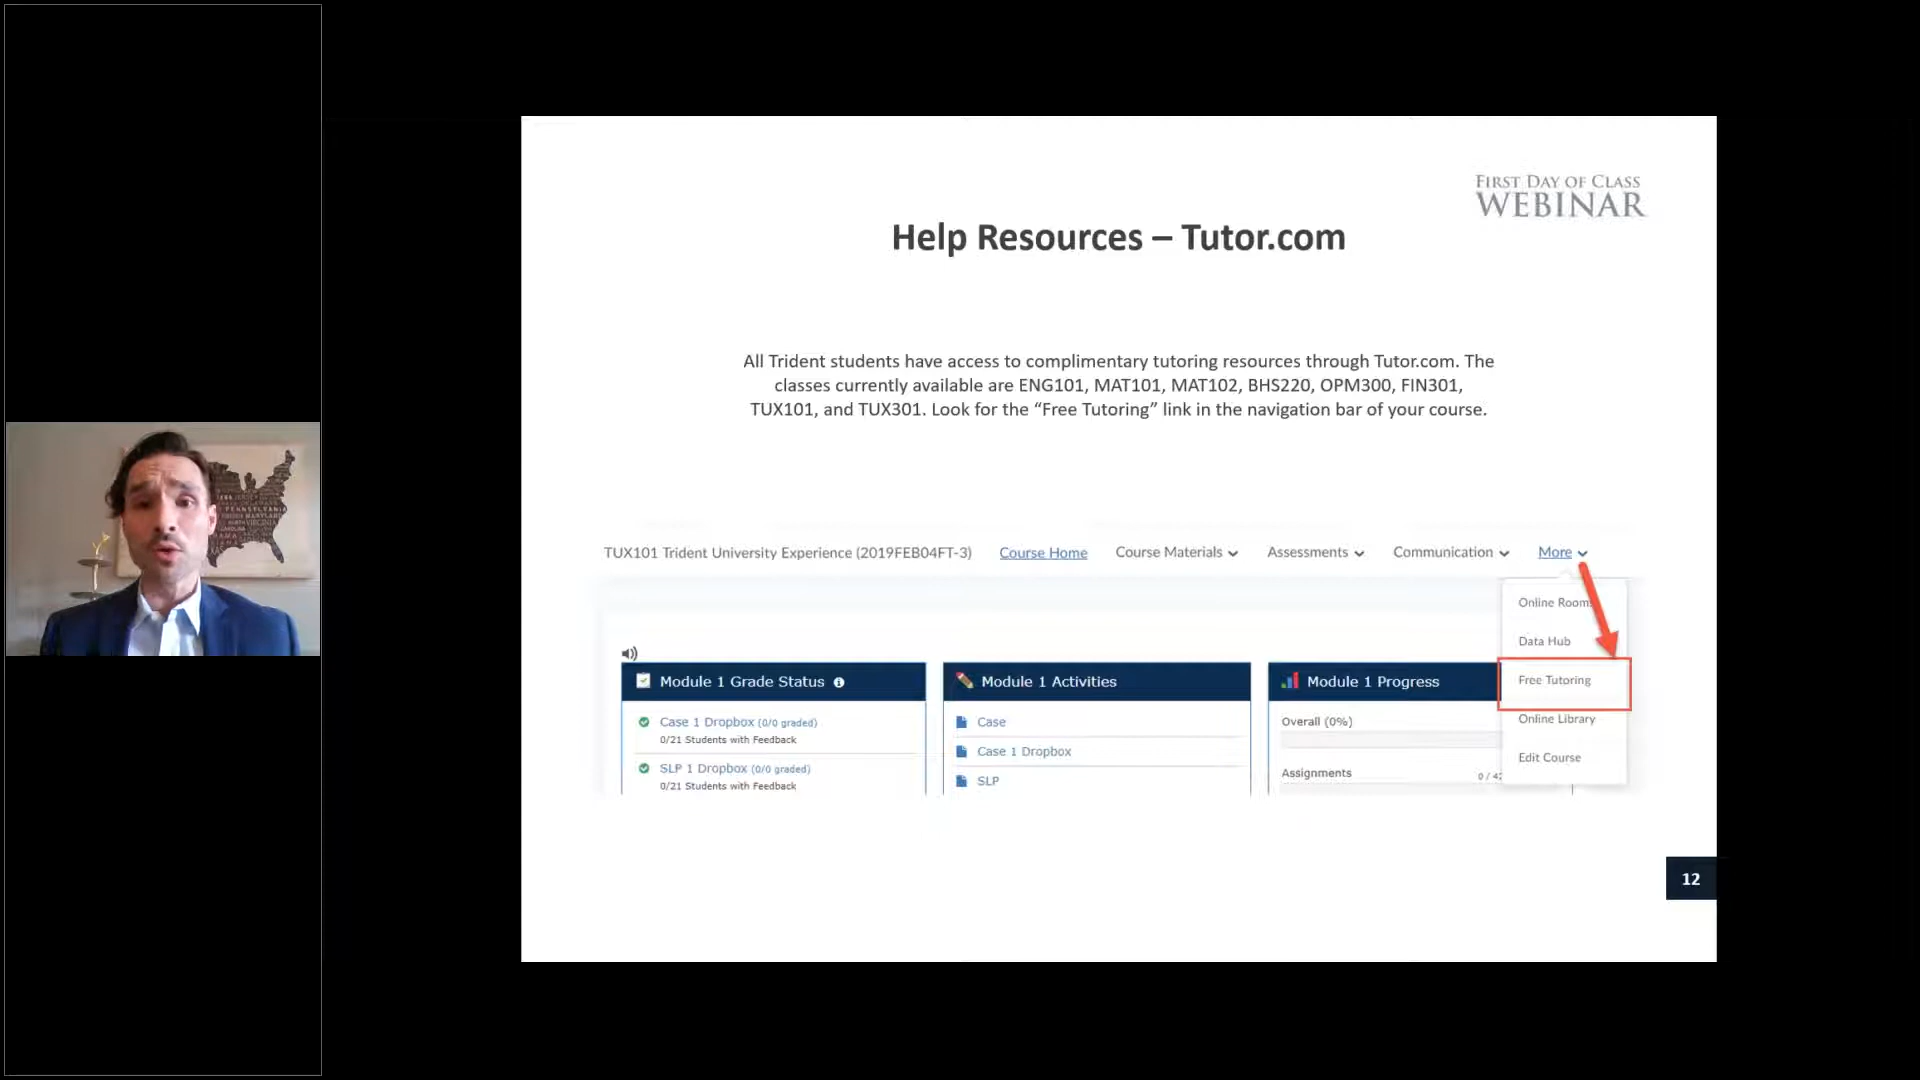 FIRST DAY OF CLASS
WEBINAR
Help Resources – Tutor.com
All Trident students have access to complimentary tutoring resources through Tutor.com. The
classes currently available are ENG101, MAT101, MAT102, BHS220, OPM300, FIN301,
TUX101, and TUX301. Look for the “Free Tutoring” link in the navigation bar of your course.
TUX101 Trident University Experience (2019FEB04FT-3) Course Home Course Materials Assessments Communication More
Online Rooms
Data Hub
Free Tutoring
Online Library
Edit Course
Module 1 Grade Status
Case 1 Dropbox (0/0 graded)
0/21 Students with Feedback
SLP 1 Dropbox (0/0 graded)
0/21 Students with Feedback
Module 1 Activities
Case
Case 1 Dropbox
SLP
Module 1 Progress
Overall (0%)
Assignments 0 / 42
12
PENNSYLVANIA